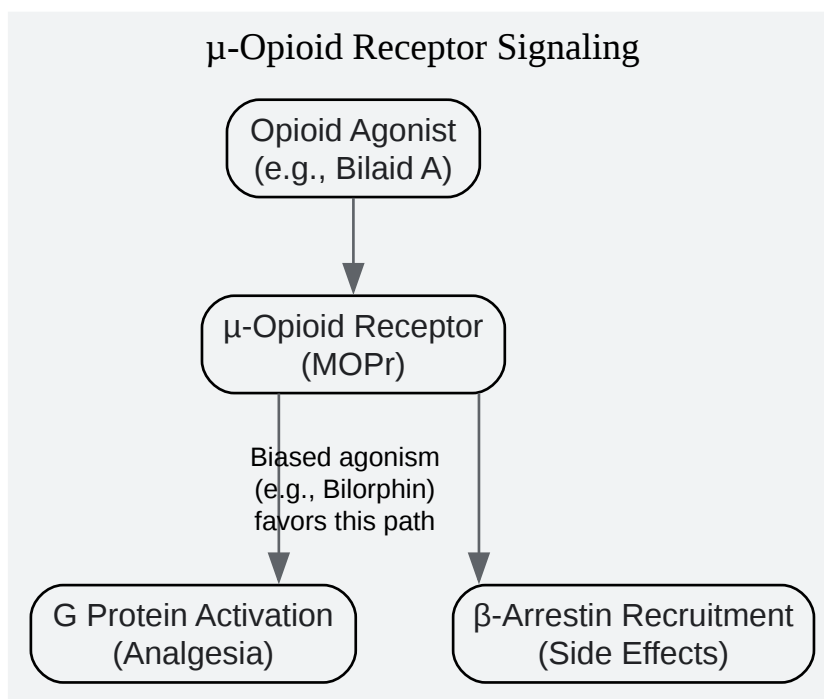 µ-Opioid Receptor Signaling
Opioid Agonist
(e.g., Bilaid A)
µ-Opioid Receptor
(MOPr)
Biased agonism
(e.g., Bilorphin)
favors this path
G Protein Activation
(Analgesia)
β-Arrestin Recruitment
(Side Effects)